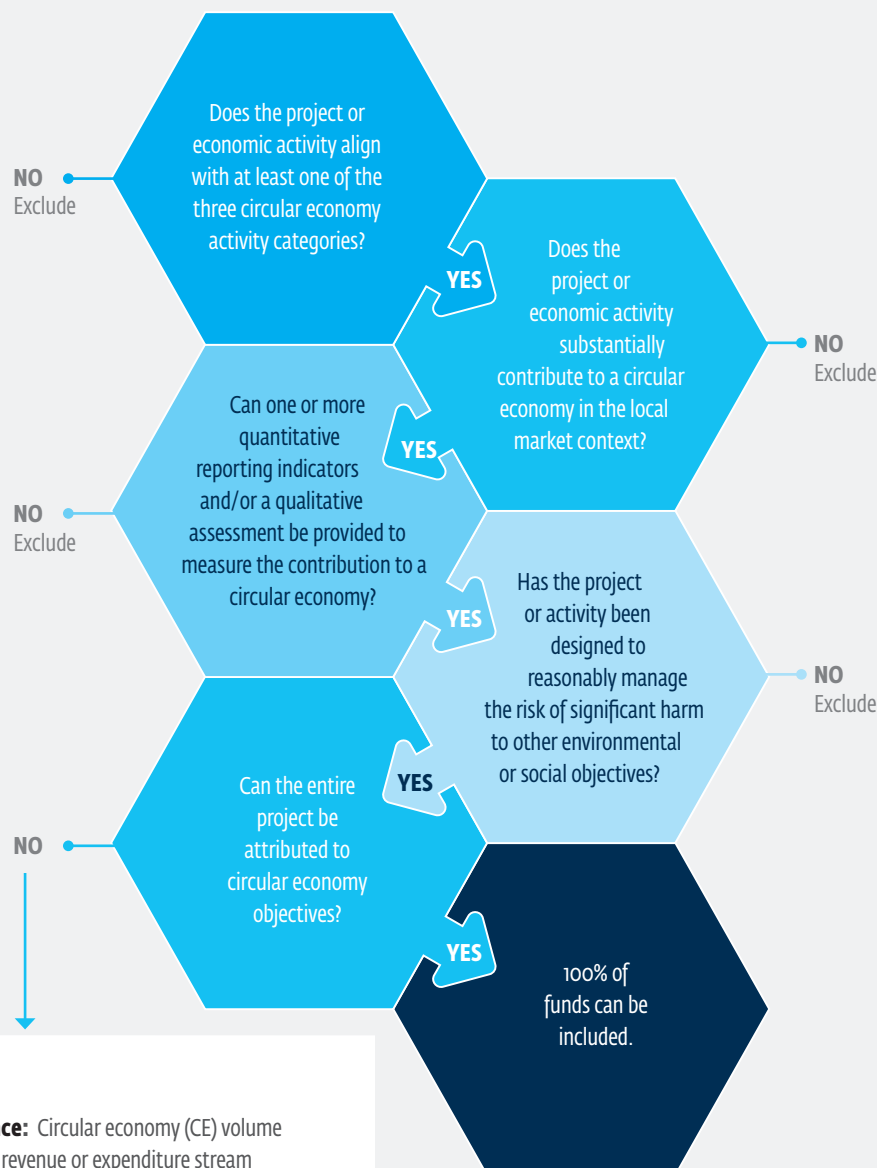 Does the project or
economic activity align
with at least one of the
three circular economy
activity categories?
NO
Exclude
YES
Does the
project or
economic activity
substantially
contribute to a circular
economy in the local
market context?
NO
Exclude
YES
Can one or more
quantitative
reporting indicators
and/or a qualitative
assessment be provided to
measure the contribution to a
circular economy?
NO
Exclude
YES
Has the project
or activity been
designed to
reasonably manage
the risk of significant harm
to other environmental
or social objectives?
NO
Exclude
YES
Can the entire
project be
attributed to
circular economy
objectives?
NO
YES
100% of
funds can be
included.
Circular economy (CE) volume
revenue or expenditure stream